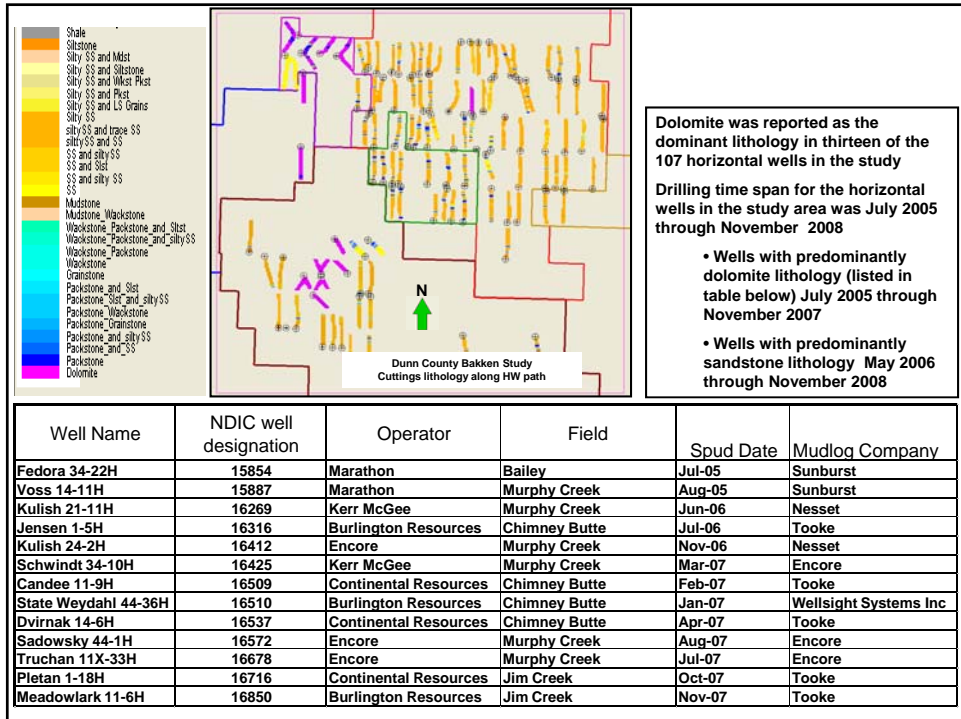 Shale
Siltstone
Silty SS and Mdst
Silty SS and Siltstone
Silty SS and Wkst Pkst
Silty SS and Pkst
Silty SS and LS Grains
Silty SS
silty SS and trace SS
silty SS and SS
SS and silty SS
SS and Slst
SS and silty SS
SS
Mudstone
Mudstone_Wackstone
Wackstone_Packstone_and_Sltst
Wackstone_Packstone_and_silty SS
Wackstone_Packstone
Wackstone
Grainstone
Packstone_and_Slst
Packstone_Slst_and_silty SS
Packstone_Wackstone
Packstone_Grainstone
Packstone_and_silty SS
Packstone_and_SS
Packstone
Dolomite
N
Dunn County Bakken Study
Cuttings lithology along HW path
Dolomite was reported as the
dominant lithology in thirteen of the
107 horizontal wells in the study
Drilling time span for the horizontal
wells in the study area was July 2005
through November 2008
• Wells with predominantly
dolomite lithology (listed in
table below) July 2005 through
November 2007
• Wells with predominantly
sandstone lithology May 2006
through November 2008
Well Name NDIC well designation Operator Field Spud Date Mudlog Company
Fedora 34-22H 15854 Marathon Bailey Jul-05 Sunburst
Voss 14-11H 15887 Marathon Murphy Creek Aug-05 Sunburst
Kulish 21-11H 16269 Kerr McGee Murphy Creek Jun-06 Nesset
Jensen 1-5H 16316 Burlington Resources Chimney Butte Jul-06 Tooke
Kulish 24-2H 16412 Encore Murphy Creek Nov-06 Nesset
Schwindt 34-10H 16425 Kerr McGee Murphy Creek Mar-07 Encore
Candee 11-9H 16509 Continental Resources Chimney Butte Feb-07 Tooke
State Weydahl 44-36H 16510 Burlington Resources Chimney Butte Jan-07 Wellsight Systems Inc
Dvirnak 14-6H 16537 Continental Resources Chimney Butte Apr-07 Tooke
Sadowsky 44-1H 16572 Encore Murphy Creek Aug-07 Encore
Truchan 11X-33H 16678 Encore Murphy Creek Jul-07 Encore
Pletan 1-18H 16716 Continental Resources Jim Creek Oct-07 Tooke
Meadowlark 11-6H 16850 Burlington Resources Jim Creek Nov-07 Tooke